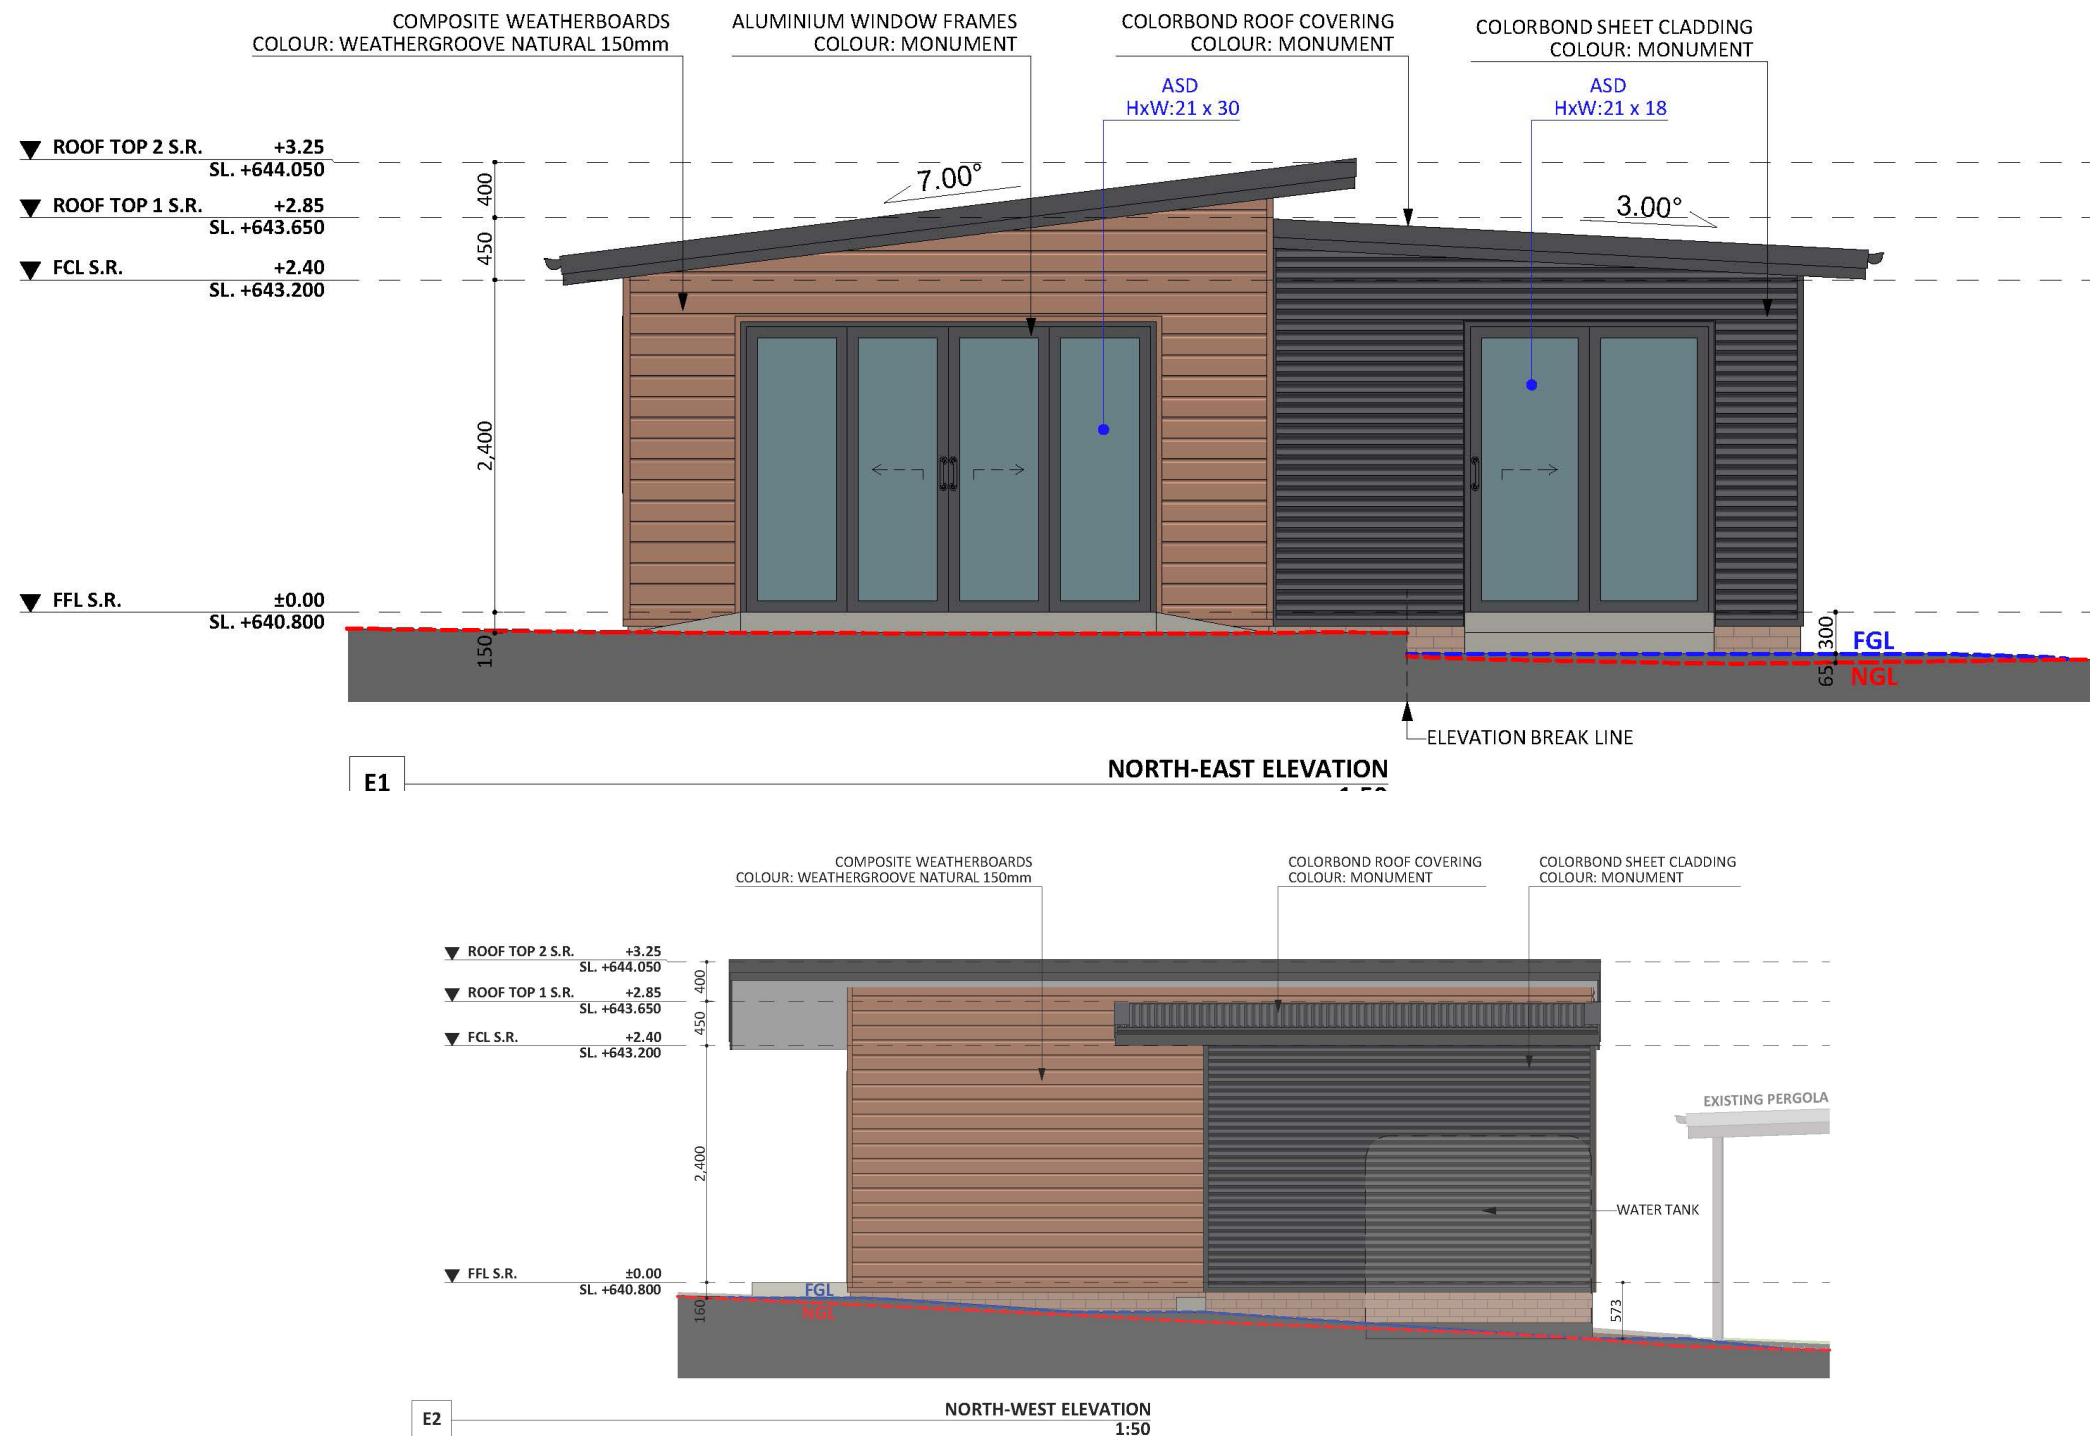 COMPOSITE WEATHERBOARDS
COLOUR: WEATHERGROOVE NATURAL 150mm
ALUMINIUM WINDOW FRAMES
COLOUR: MONUMENT
COLORBOND ROOF COVERING
COLOUR: MONUMENT
COLORBOND SHEET CLADDING
COLOUR: MONUMENT
ASD
HxW:21 x 30
ASD
HxW:21 x 18
ROOF TOP 2 S.R. +3.25
SL. +644.050
ROOF TOP 1 S.R. +2.85
SL. +643.650
FCL S.R. +2.40
SL. +643.200
FFL S.R. ±0.00
SL. +640.800
400
450
2,400
150
7.00°
3.00°
300
65
FGL
NGL
ELEVATION BREAK LINE
E1
NORTH-EAST ELEVATION
1:50
COMPOSITE WEATHERBOARDS
COLOUR: WEATHERGROOVE NATURAL 150mm
COLORBOND ROOF COVERING
COLOUR: MONUMENT
COLORBOND SHEET CLADDING
COLOUR: MONUMENT
ROOF TOP 2 S.R. +3.25
SL. +644.050
ROOF TOP 1 S.R. +2.85
SL. +643.650
FCL S.R. +2.40
SL. +643.200
FFL S.R. ±0.00
SL. +640.800
400
450
2,400
160
EXISTING PERGOLA
WATER TANK
573
FGL
NGL
E2
NORTH-WEST ELEVATION
1:50